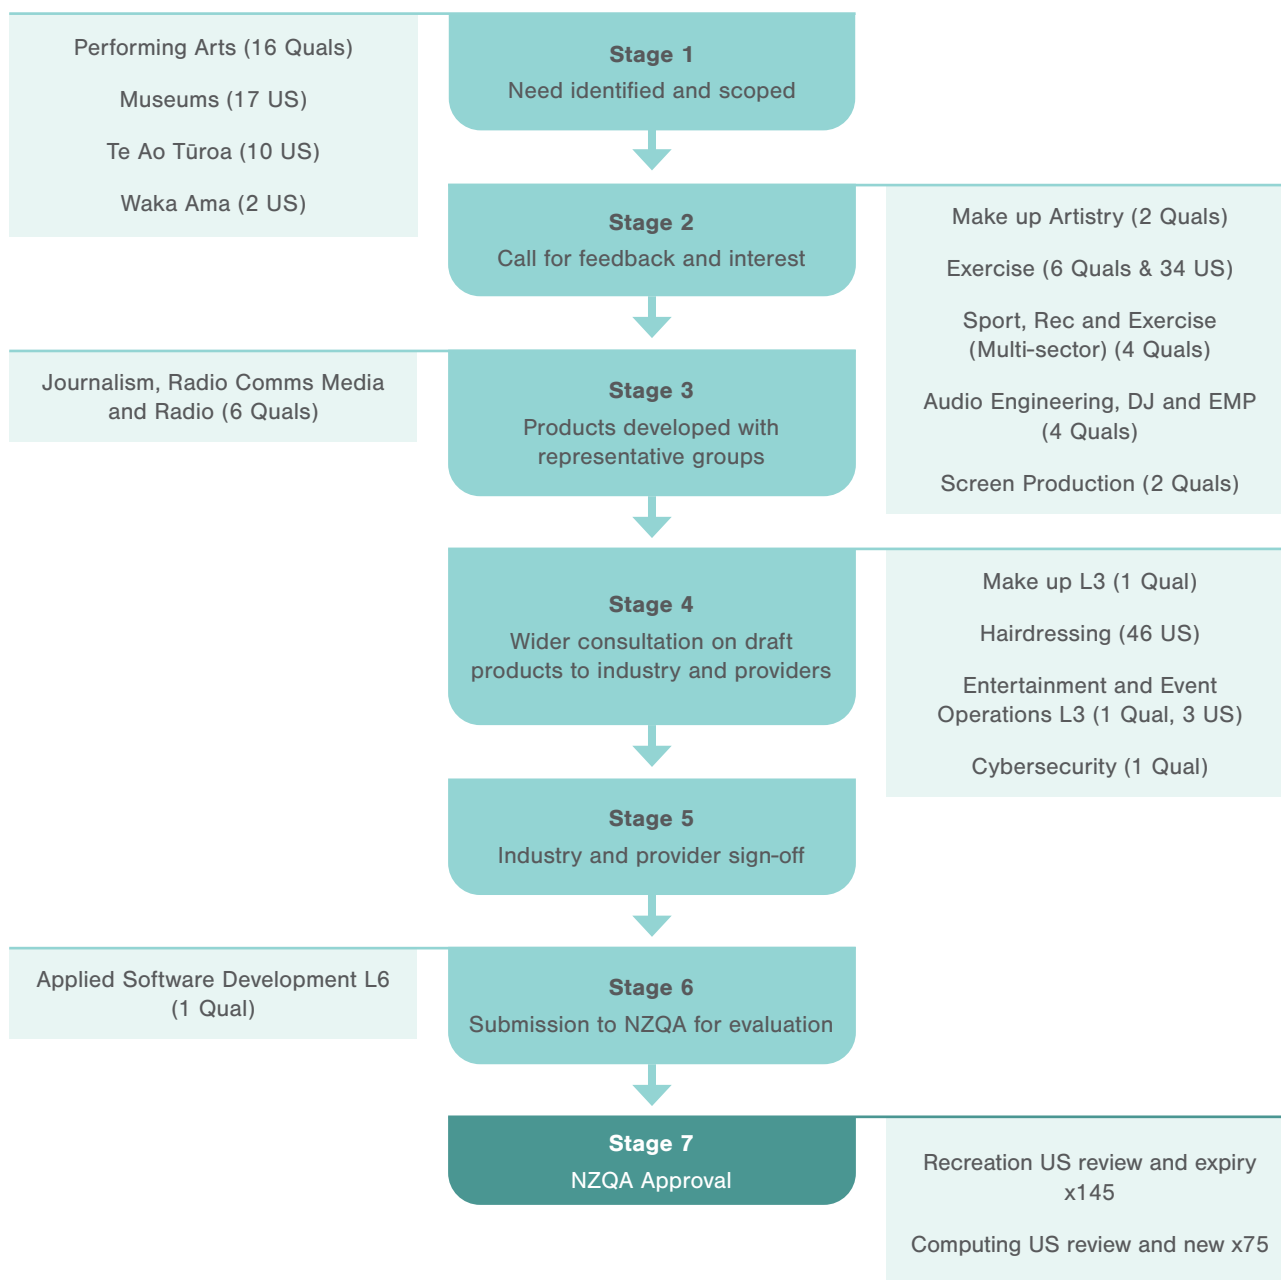 Performing Arts (16 Quals)
Museums (17 US)
Te Ao Tūroa (10 US)
Waka Ama (2 US)
Stage 1
Need identified and scoped
Stage 2
Call for feedback and interest
Make up Artistry (2 Quals)
Exercise (6 Quals & 34 US)
Sport, Rec and Exercise
(Multi-sector) (4 Quals)
Audio Engineering, DJ and EMP
(4 Quals)
Screen Production (2 Quals)
Journalism, Radio Comms Media
and Radio (6 Quals)
Stage 3
Products developed with
representative groups
Stage 4
Wider consultation on draft
products to industry and providers
Make up L3 (1 Qual)
Hairdressing (46 US)
Entertainment and Event
Operations L3 (1 Qual, 3 US)
Cybersecurity (1 Qual)
Stage 5
Industry and provider sign-off
Applied Software Development L6
(1 Qual)
Stage 6
Submission to NZQA for evaluation
Stage 7
NZQA Approval
Recreation US review and expiry
x145
Computing US review and new x75